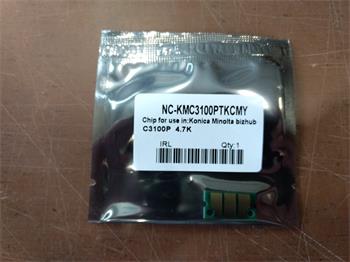 NC-KMC3100PTKCMY
Chip for use in:Konica Minolta bizhub
C3100P 4.7K
IRL Qty:1